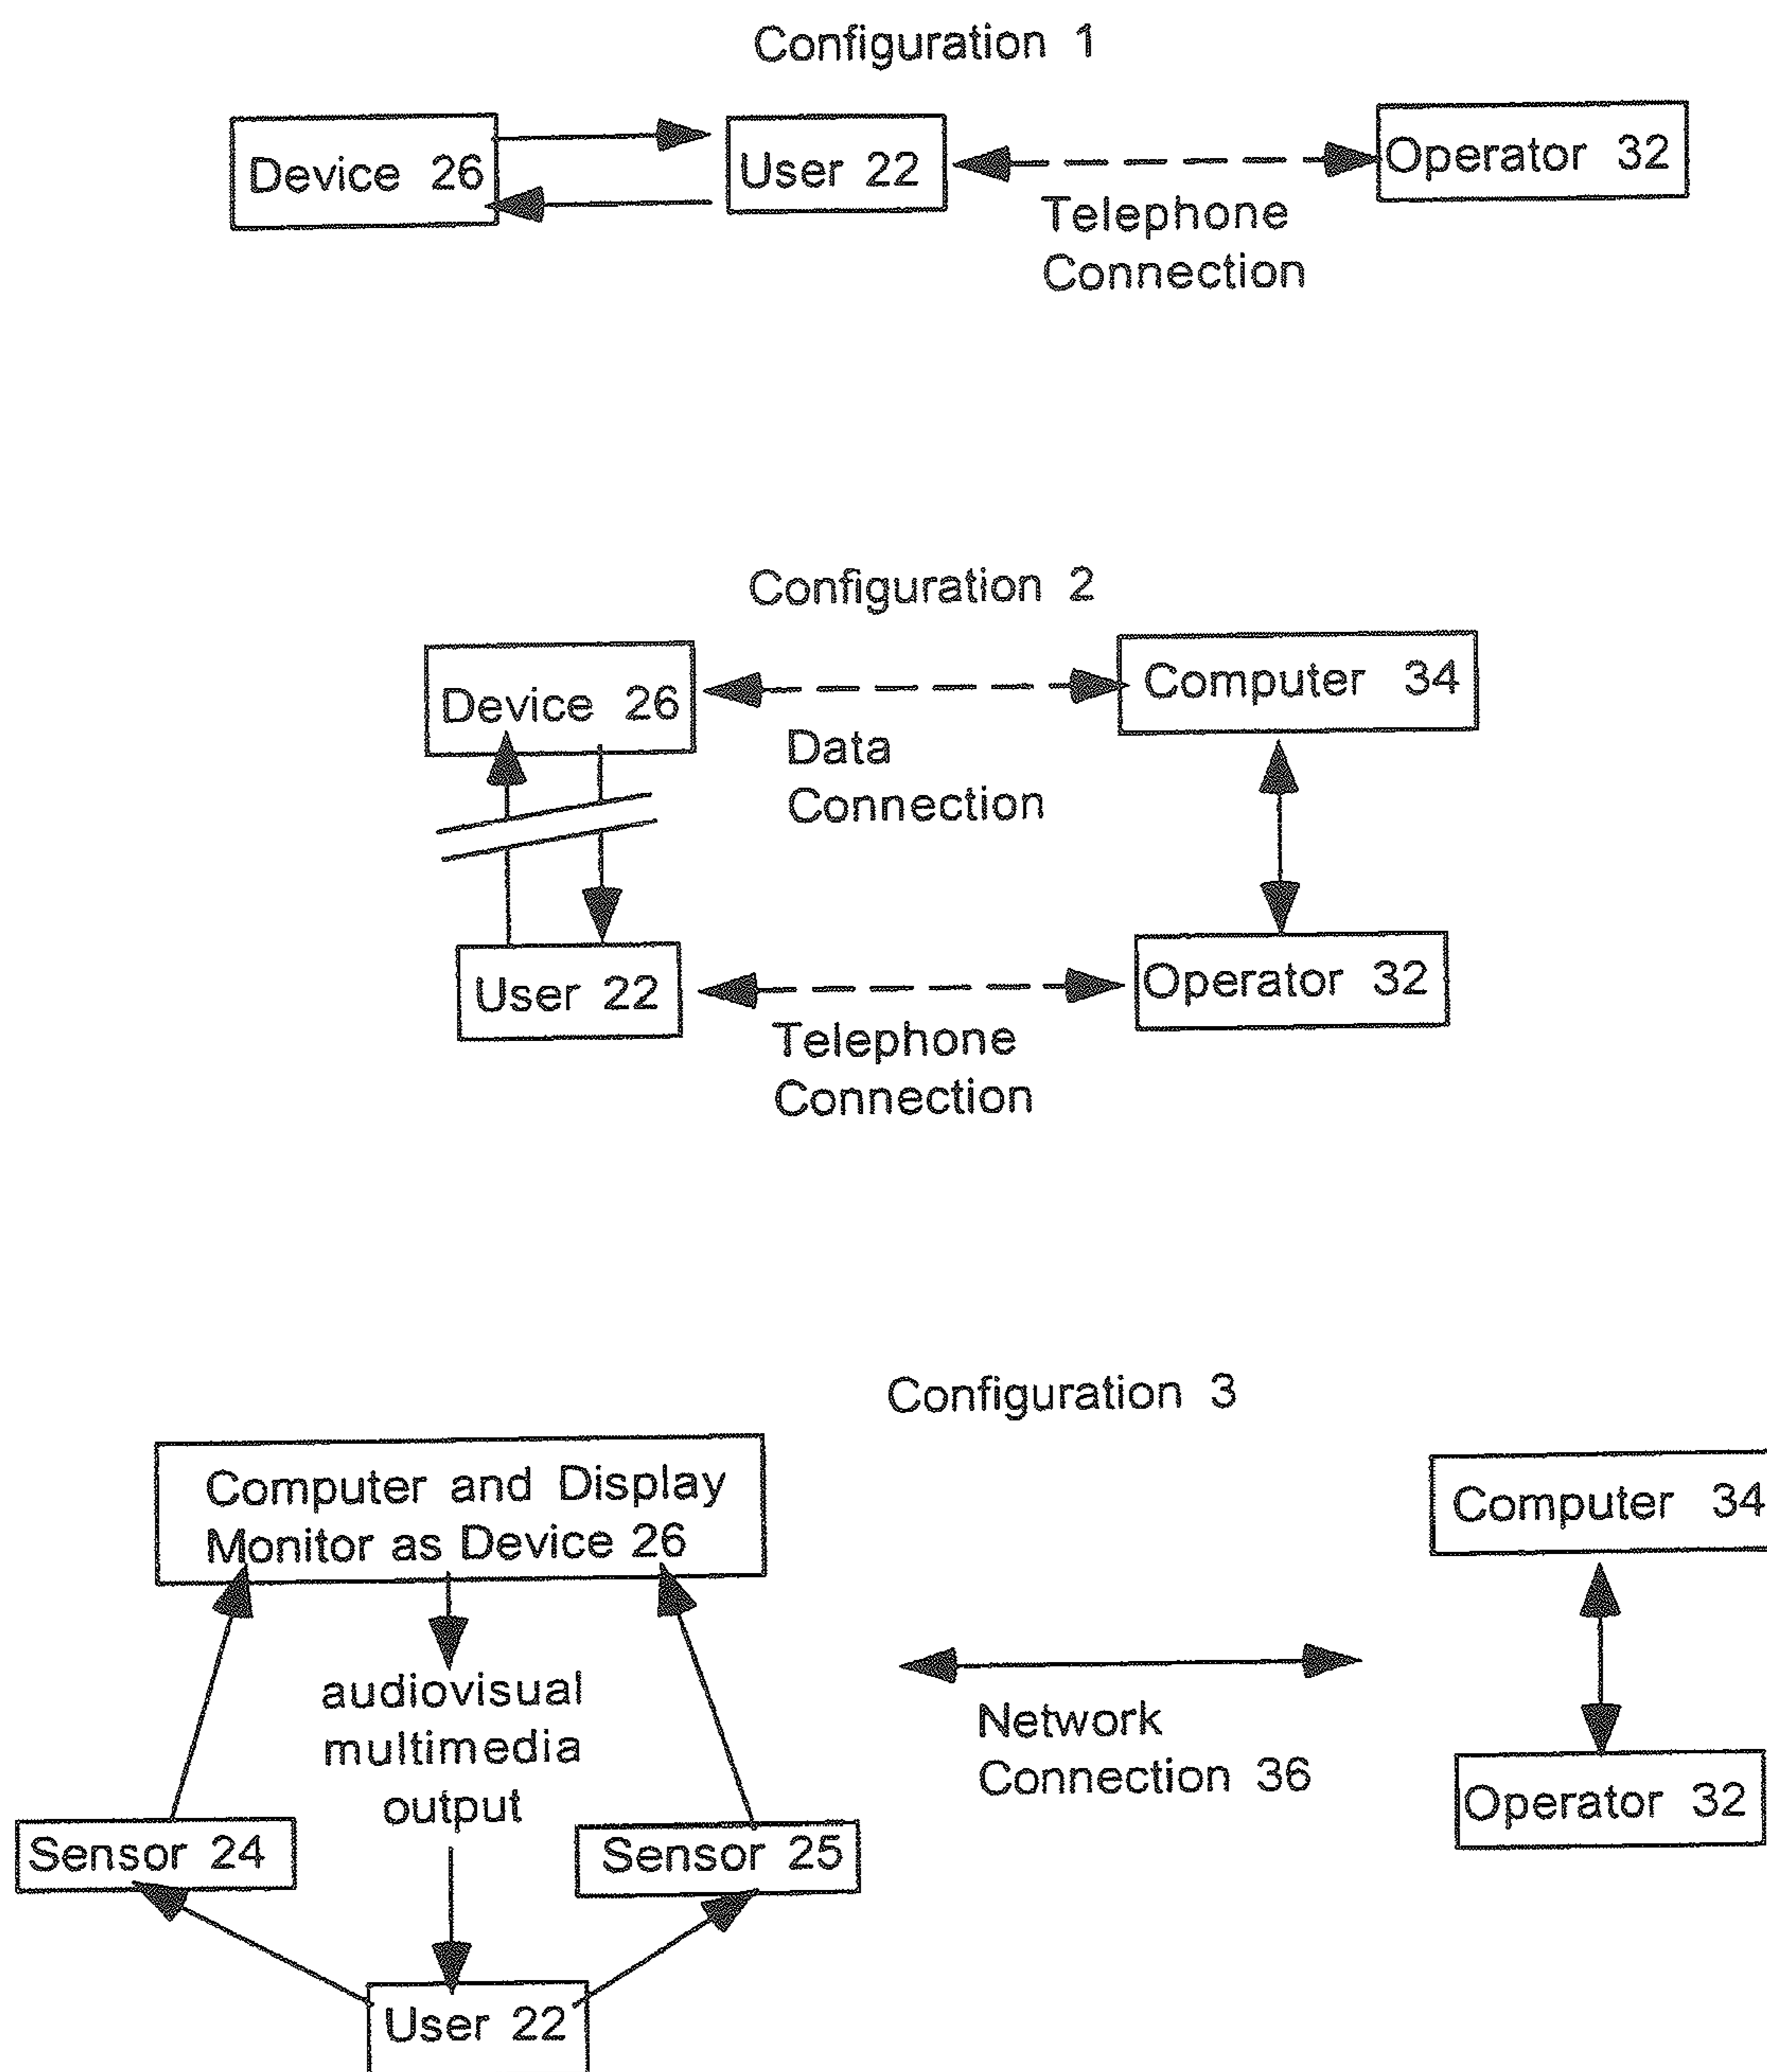 Configuration 1
Device 26
User 22
Operator 32
Telephone
Connection
Configuration 2
Device 26
Computer 34
Data
Connection
User 22
Operator 32
Telephone
Connection
Configuration 3
Computer and Display
Monitor as Device 26
Computer 34
audiovisual
multimedia
output
Network
Connection 36
Sensor 24
Sensor 25
Operator 32
User 22